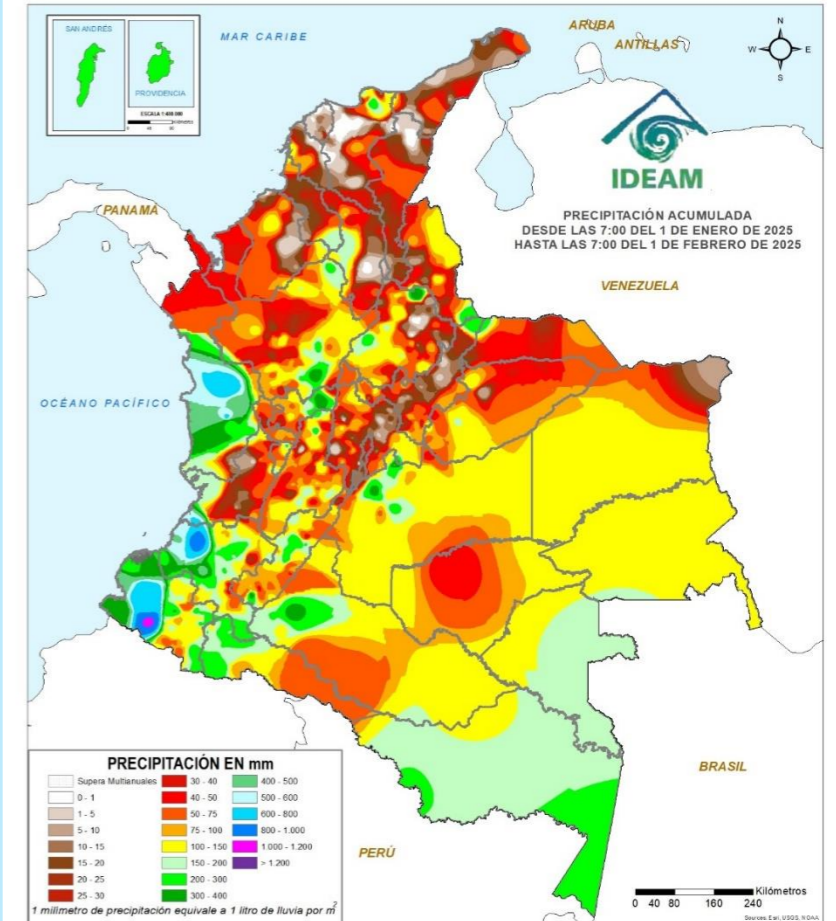 SAN ANDRÉS
PROVIDENCIA
MAR CARIBE
ARUBA
ANTILLAS
N
W
E
S
IDEAM
PRECIPITACIÓN ACUMULADA
DESDE LAS 7:00 DEL 1 DE ENERO DE 2025
HASTA LAS 7:00 DEL 1 DE FEBRERO DE 2025
PANAMÁ
VENEZUELA
OCÉANO PACÍFICO
BRASIL
PERÚ
PRECIPITACIÓN EN mm
Supera Multianuales
0 - 1
1 - 5
5 - 10
10 - 15
15 - 20
20 - 25
25 - 30
30 - 40
40 - 50
50 - 75
75 - 100
100 - 150
150 - 200
200 - 300
300 - 400
400 - 500
500 - 600
600 - 800
800 - 1.000
1.000 - 1.200
> 1.200
1 milímetro de precipitación equivale a 1 litro de lluvia por m²
Kilómetros
0 40 80 160 240
Sources: Esri, USGS, NOAA